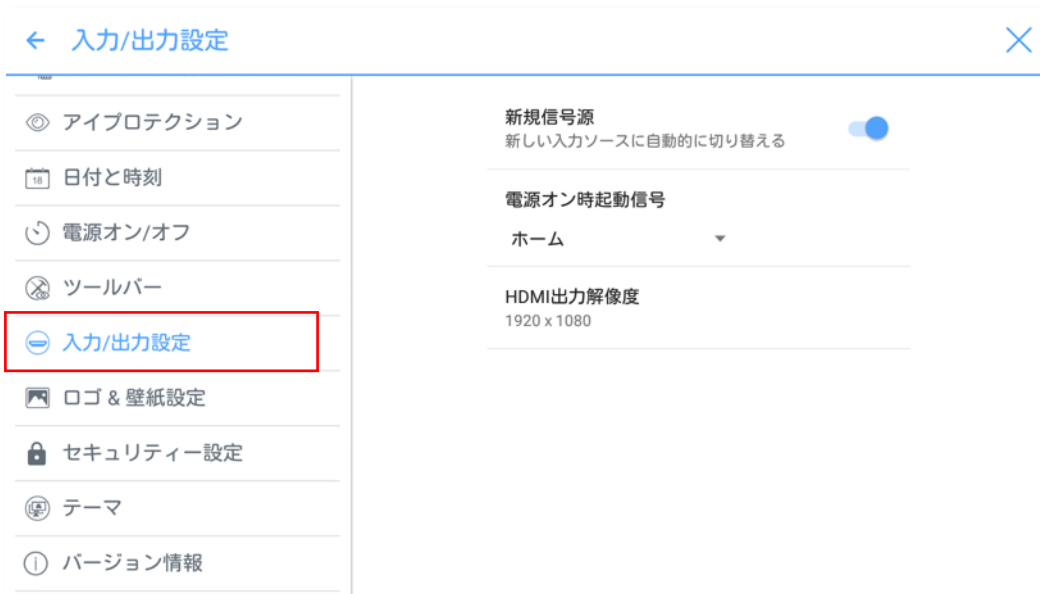 入力/出力設定
アイプロテクション
18
日付と時刻
電源オン/オフ
ツールバー
入力/出力設定
ロゴ & 壁紙設定
セキュリティー設定
テーマ
バージョン情報
新規信号源
新しい入力ソースに自動的に切り替える
電源オン時起動信号
ホーム
HDMI出力解像度
1920 x 1080